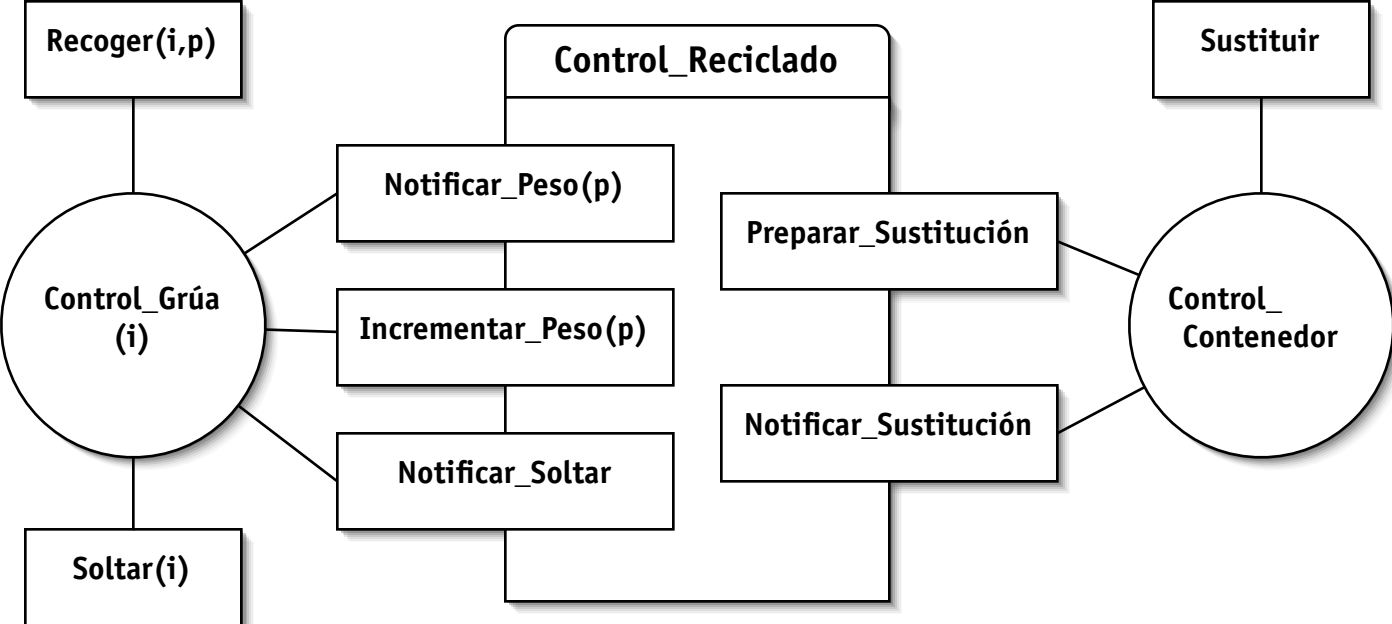 Recoger(i,p)
Control_Reciclado
Sustituir
Notificar_Peso(p)
Preparar_Sustitución
Control_Grúa
(i)
Incrementar_Peso(p)
Control_
Contenedor
Notificar_Sustitución
Notificar_Soltar
Soltar(i)